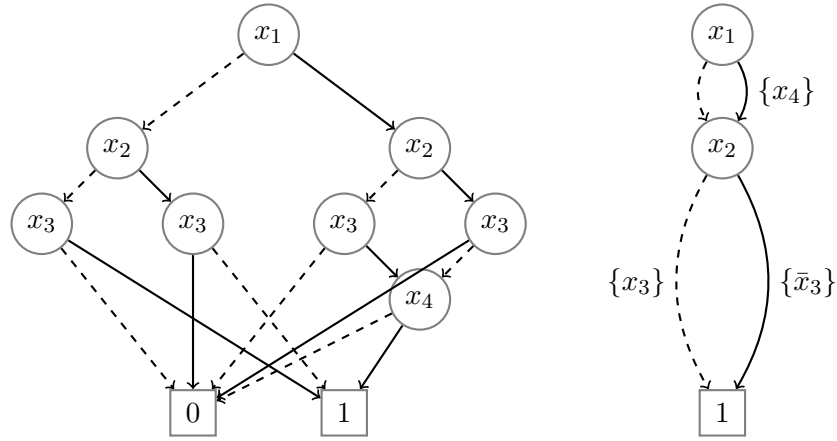 x₁ x₁
{x₄}
x₂ x₂ x₂
x₃ x₃ x₃ x₃
{x₃} {x̄₃}
x₄
0 1 1